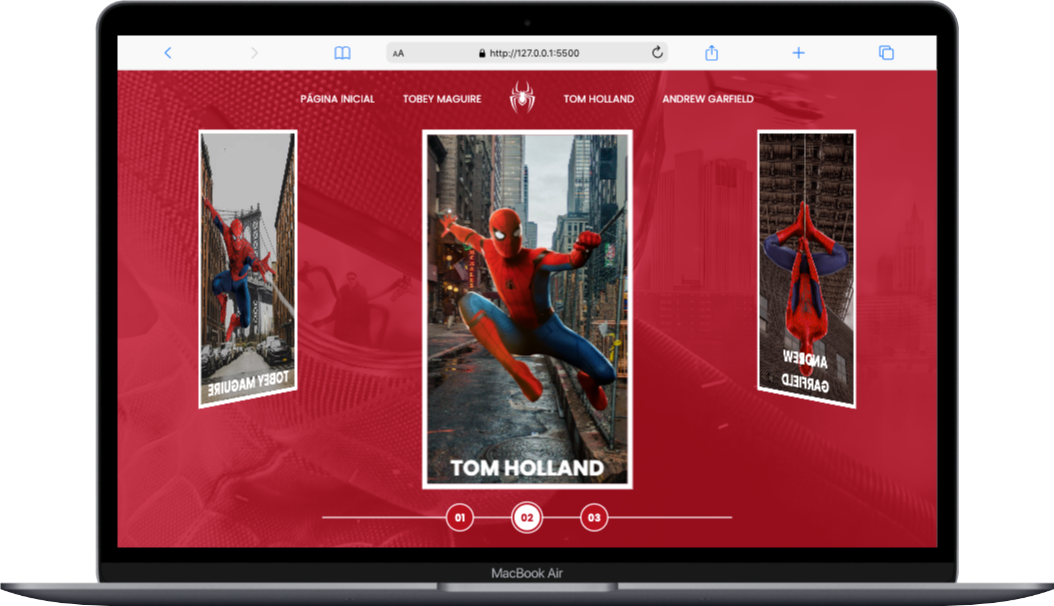 AA
http://127.0.0.1:5500
PÁGINA INICIAL TOBEY MAGUIRE TOM HOLLAND ANDREW GARFIELD
TOBEY MAGUIRE
TOM HOLLAND
ANDREW
GARFIELD
01 02 03
MacBook Air